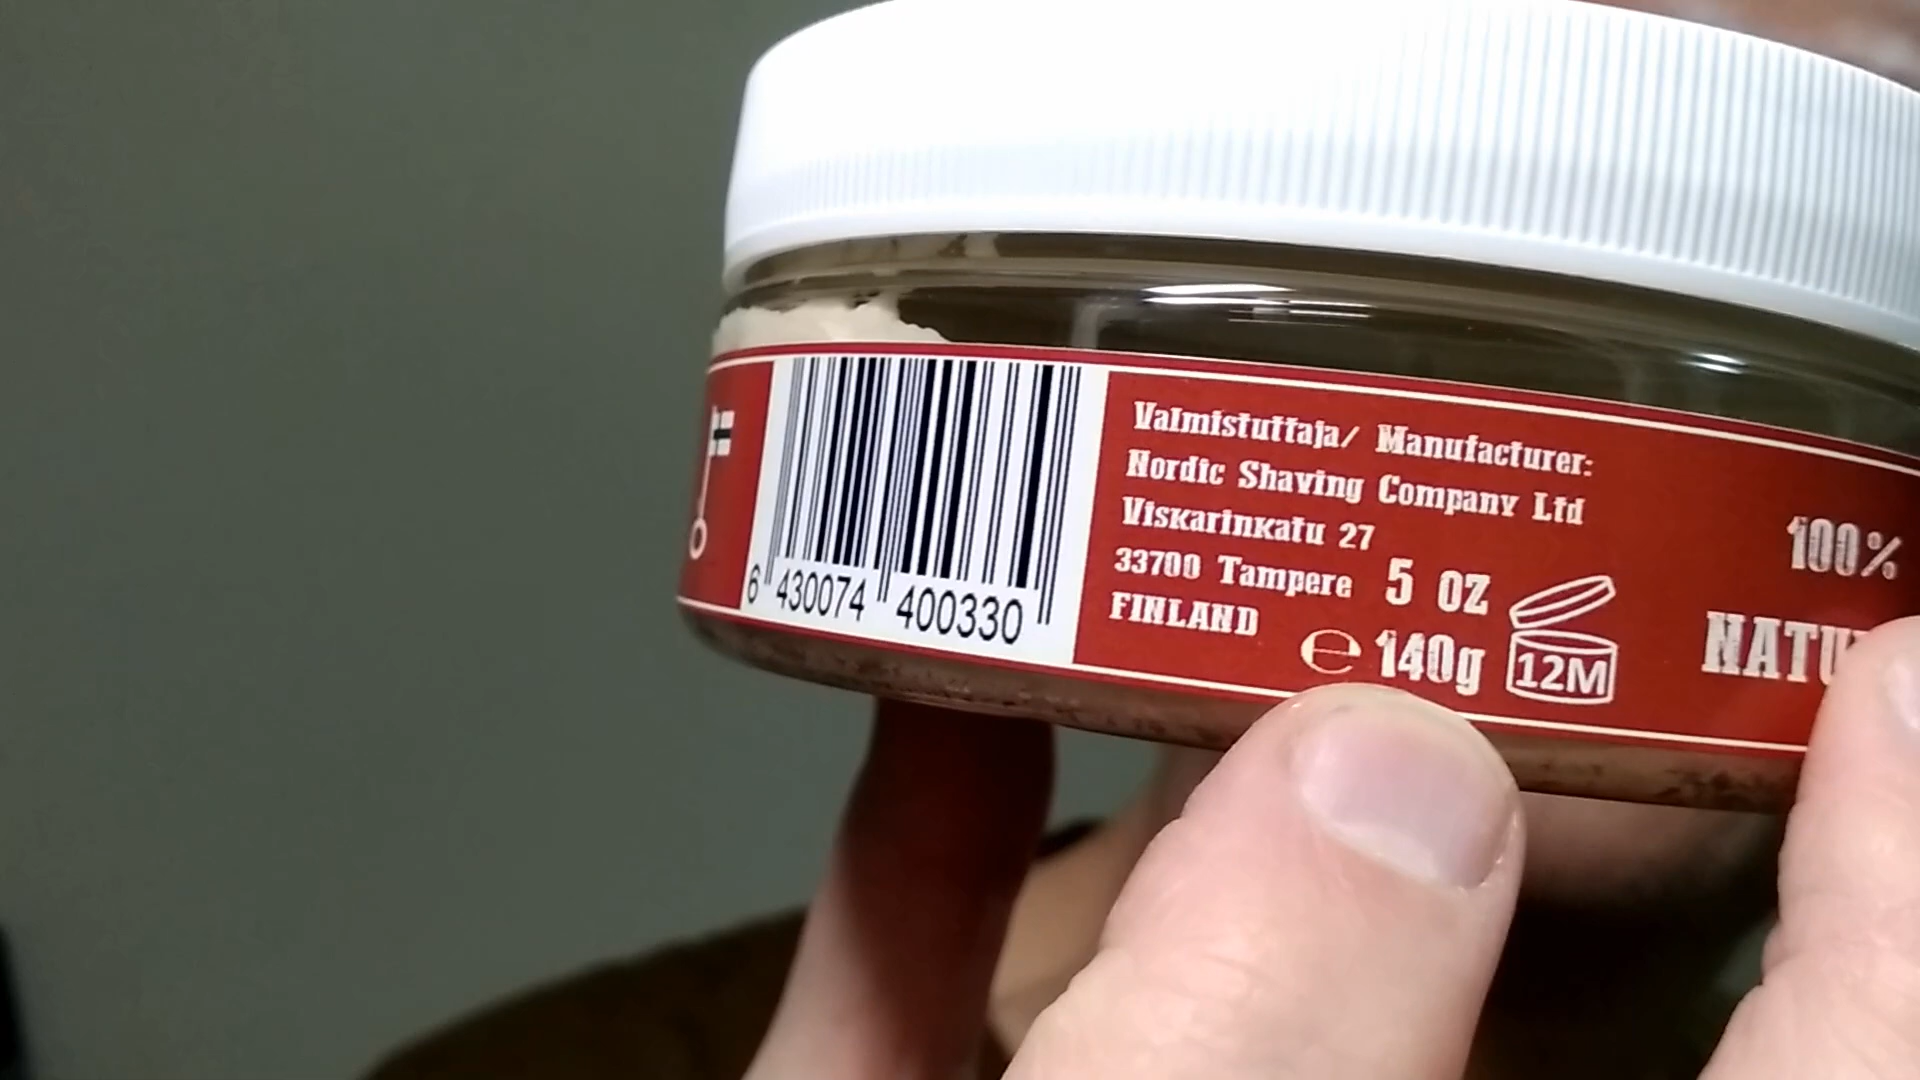 6 430074 400330
Valmistuttaja/ Manufacturer:
Nordic Shaving Company Ltd
Viskarinkatu 27
33700 Tampere
FINLAND
5 OZ
℮ 140g
12M
100%